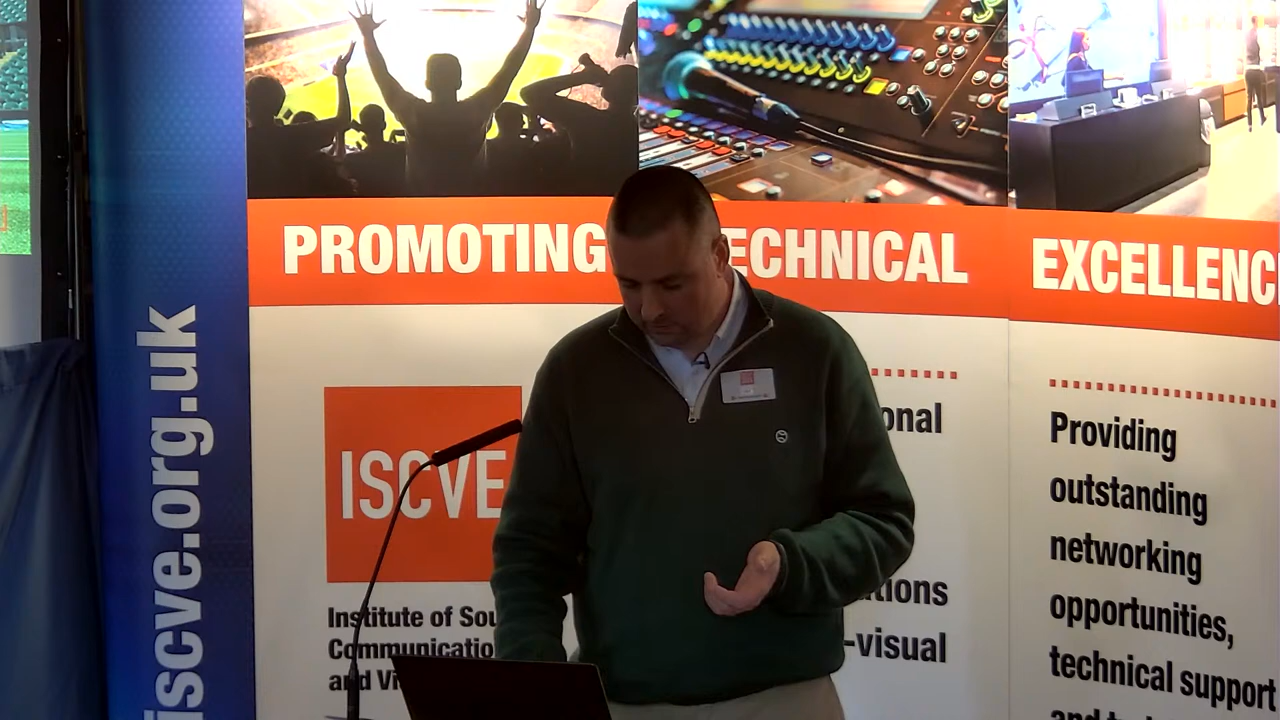 iscve.org.uk
PROMOTING
ECHNICAL
EXCELLENC
ISCVE
Institute of Sou
Communicatio
and Vi
onal
tions
-visual
Providing
outstanding
networking
opportunities,
technical support